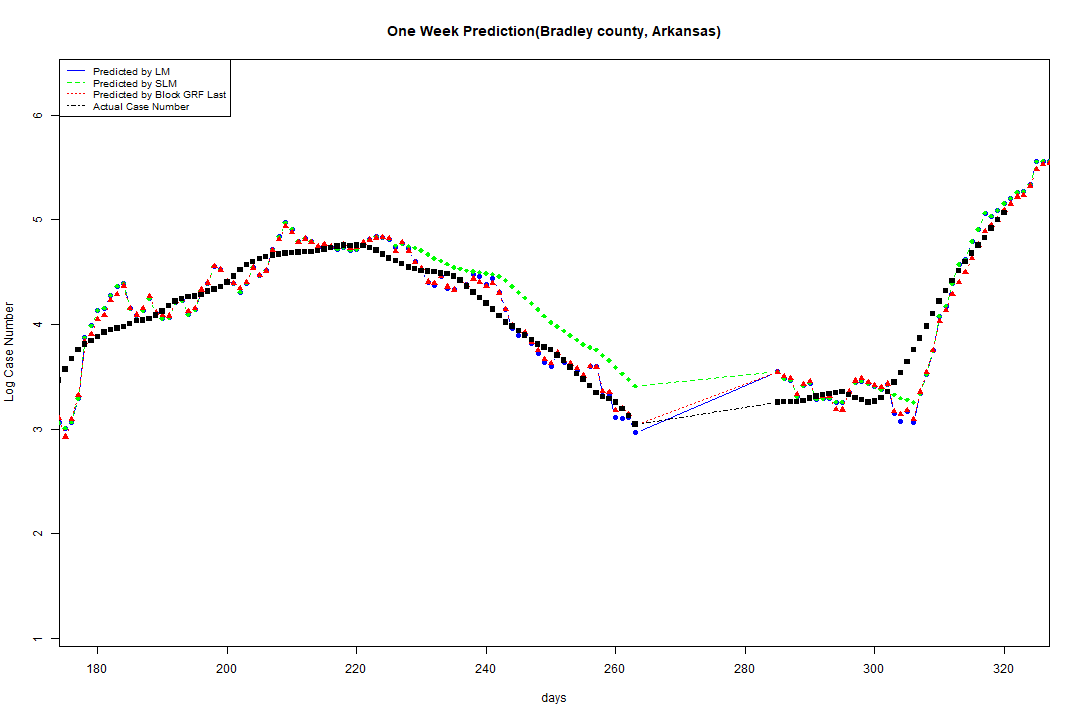 One Week Prediction(Bradley county, Arkansas)
Predicted by LM
Predicted by SLM
Predicted by Block GRF Last
Actual Case Number
6
5
4
3
2
1
Log Case Number
180 200 220 240 260 280 300 320
days